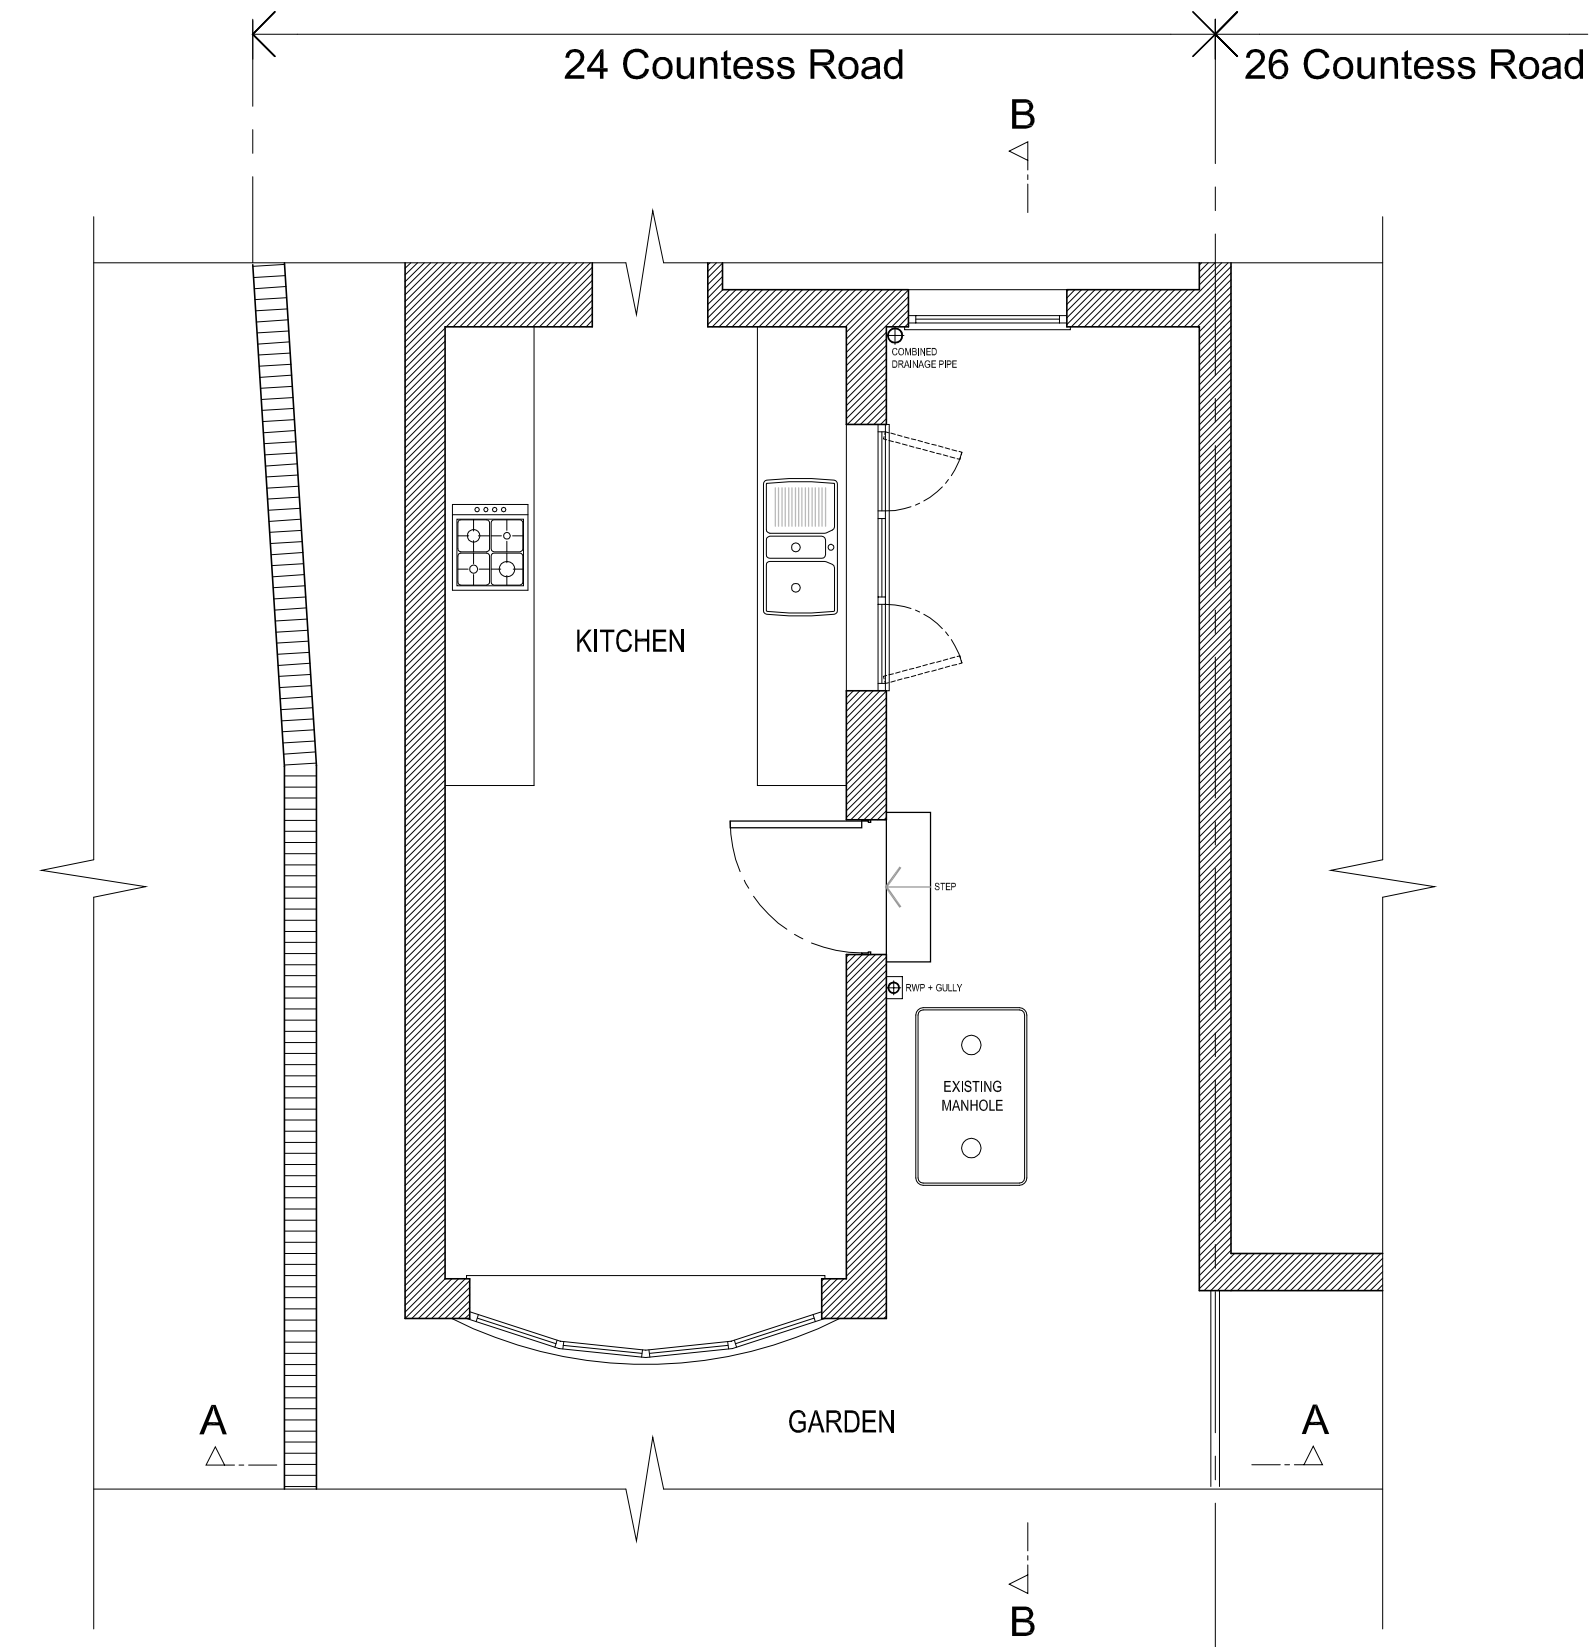 24 Countess Road
26 Countess Road
B
COMBINED
DRAINAGE PIPE
KITCHEN
STEP
RWP + GULLY
EXISTING
MANHOLE
A
GARDEN
A
B